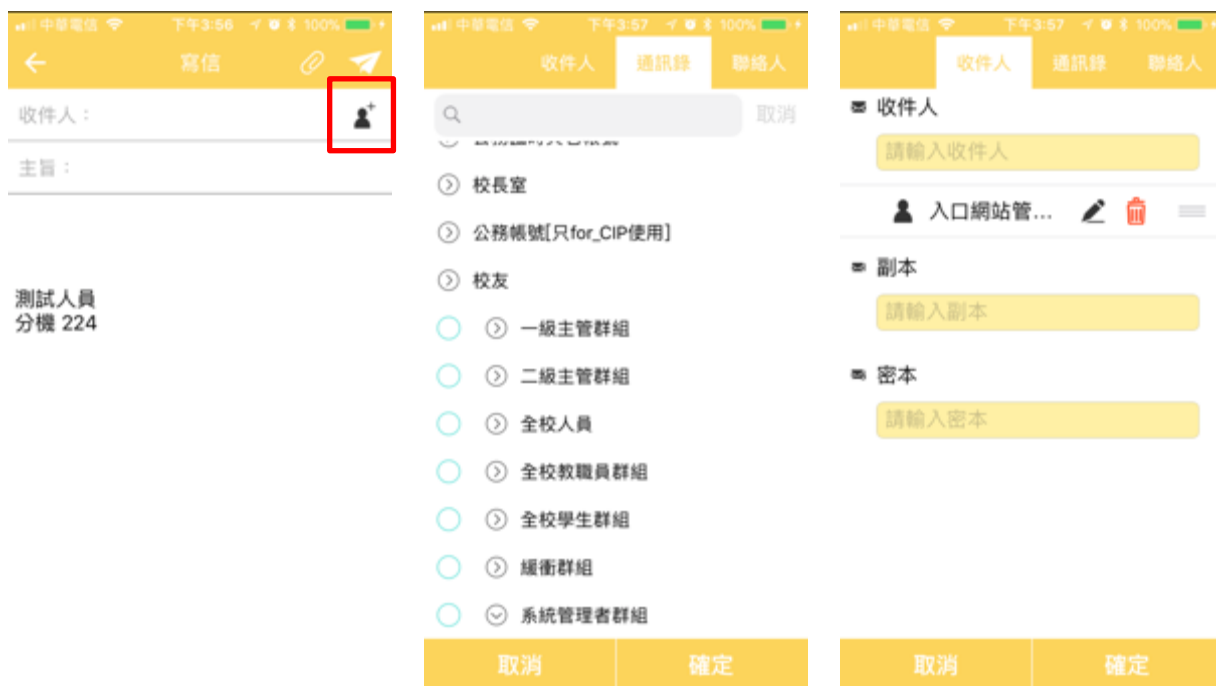 中華電信 下午3:56 100%
寫信
收件人：
主旨：
測試人員
分機 224
中華電信 下午3:57 100%
收件人 通訊錄 聯絡人
取消
校長室
公務帳號[只for_CIP使用]
校友
一級主管群組
二級主管群組
全校人員
全校教職員群組
全校學生群組
緩衝群組
系統管理者群組
取消 確定
中華電信 下午3:57 100%
收件人 通訊錄 聯絡人
收件人
請輸入收件人
入口網站管...
副本
請輸入副本
密本
請輸入密本
取消 確定